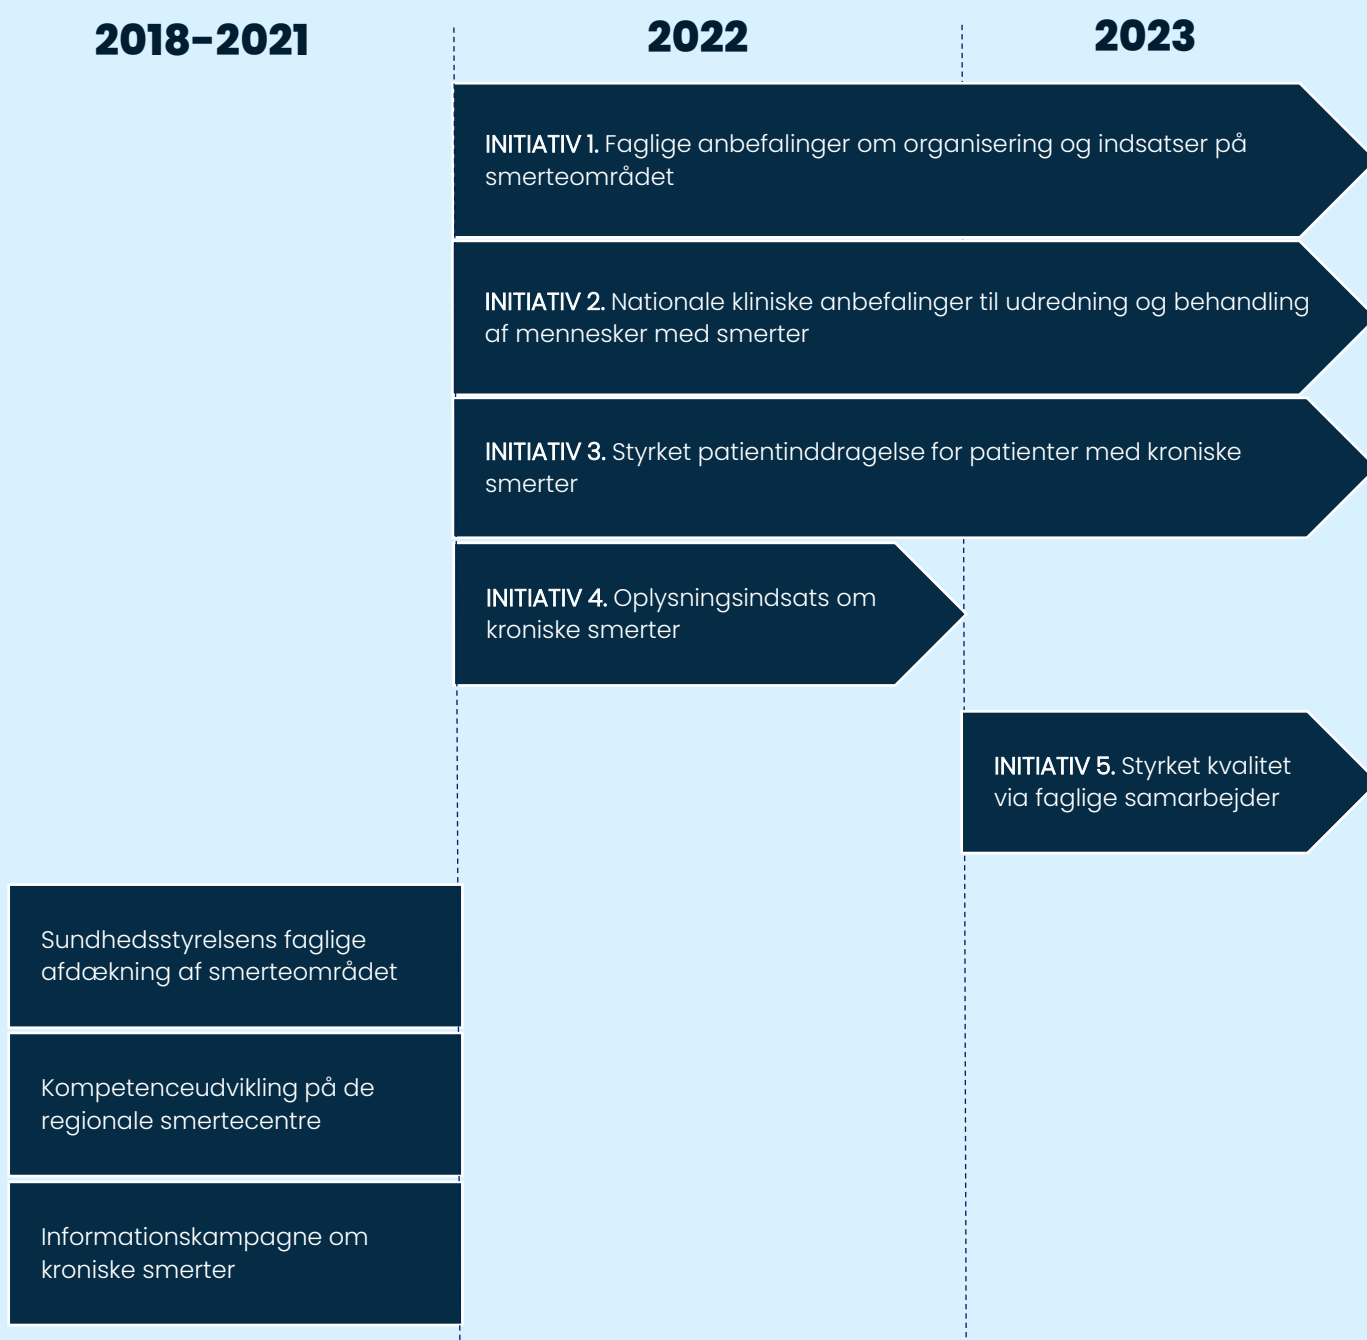 2018-2021
2022
2023
INITIATIV 1. Faglige anbefalinger om organisering og indsatser på
smerteområdet
INITIATIV 2. Nationale kliniske anbefalinger til udredning og behandling
af mennesker med smerter
INITIATIV 3. Styrket patientinddragelse for patienter med kroniske
smerter
INITIATIV 4. Oplysningsindsats om
kroniske smerter
INITIATIV 5. Styrket kvalitet
via faglige samarbejder
Sundhedsstyrelsens faglige
afdækning af smerteområdet
Kompetenceudvikling på de
regionale smertecentre
Informationskampagne om
kroniske smerter